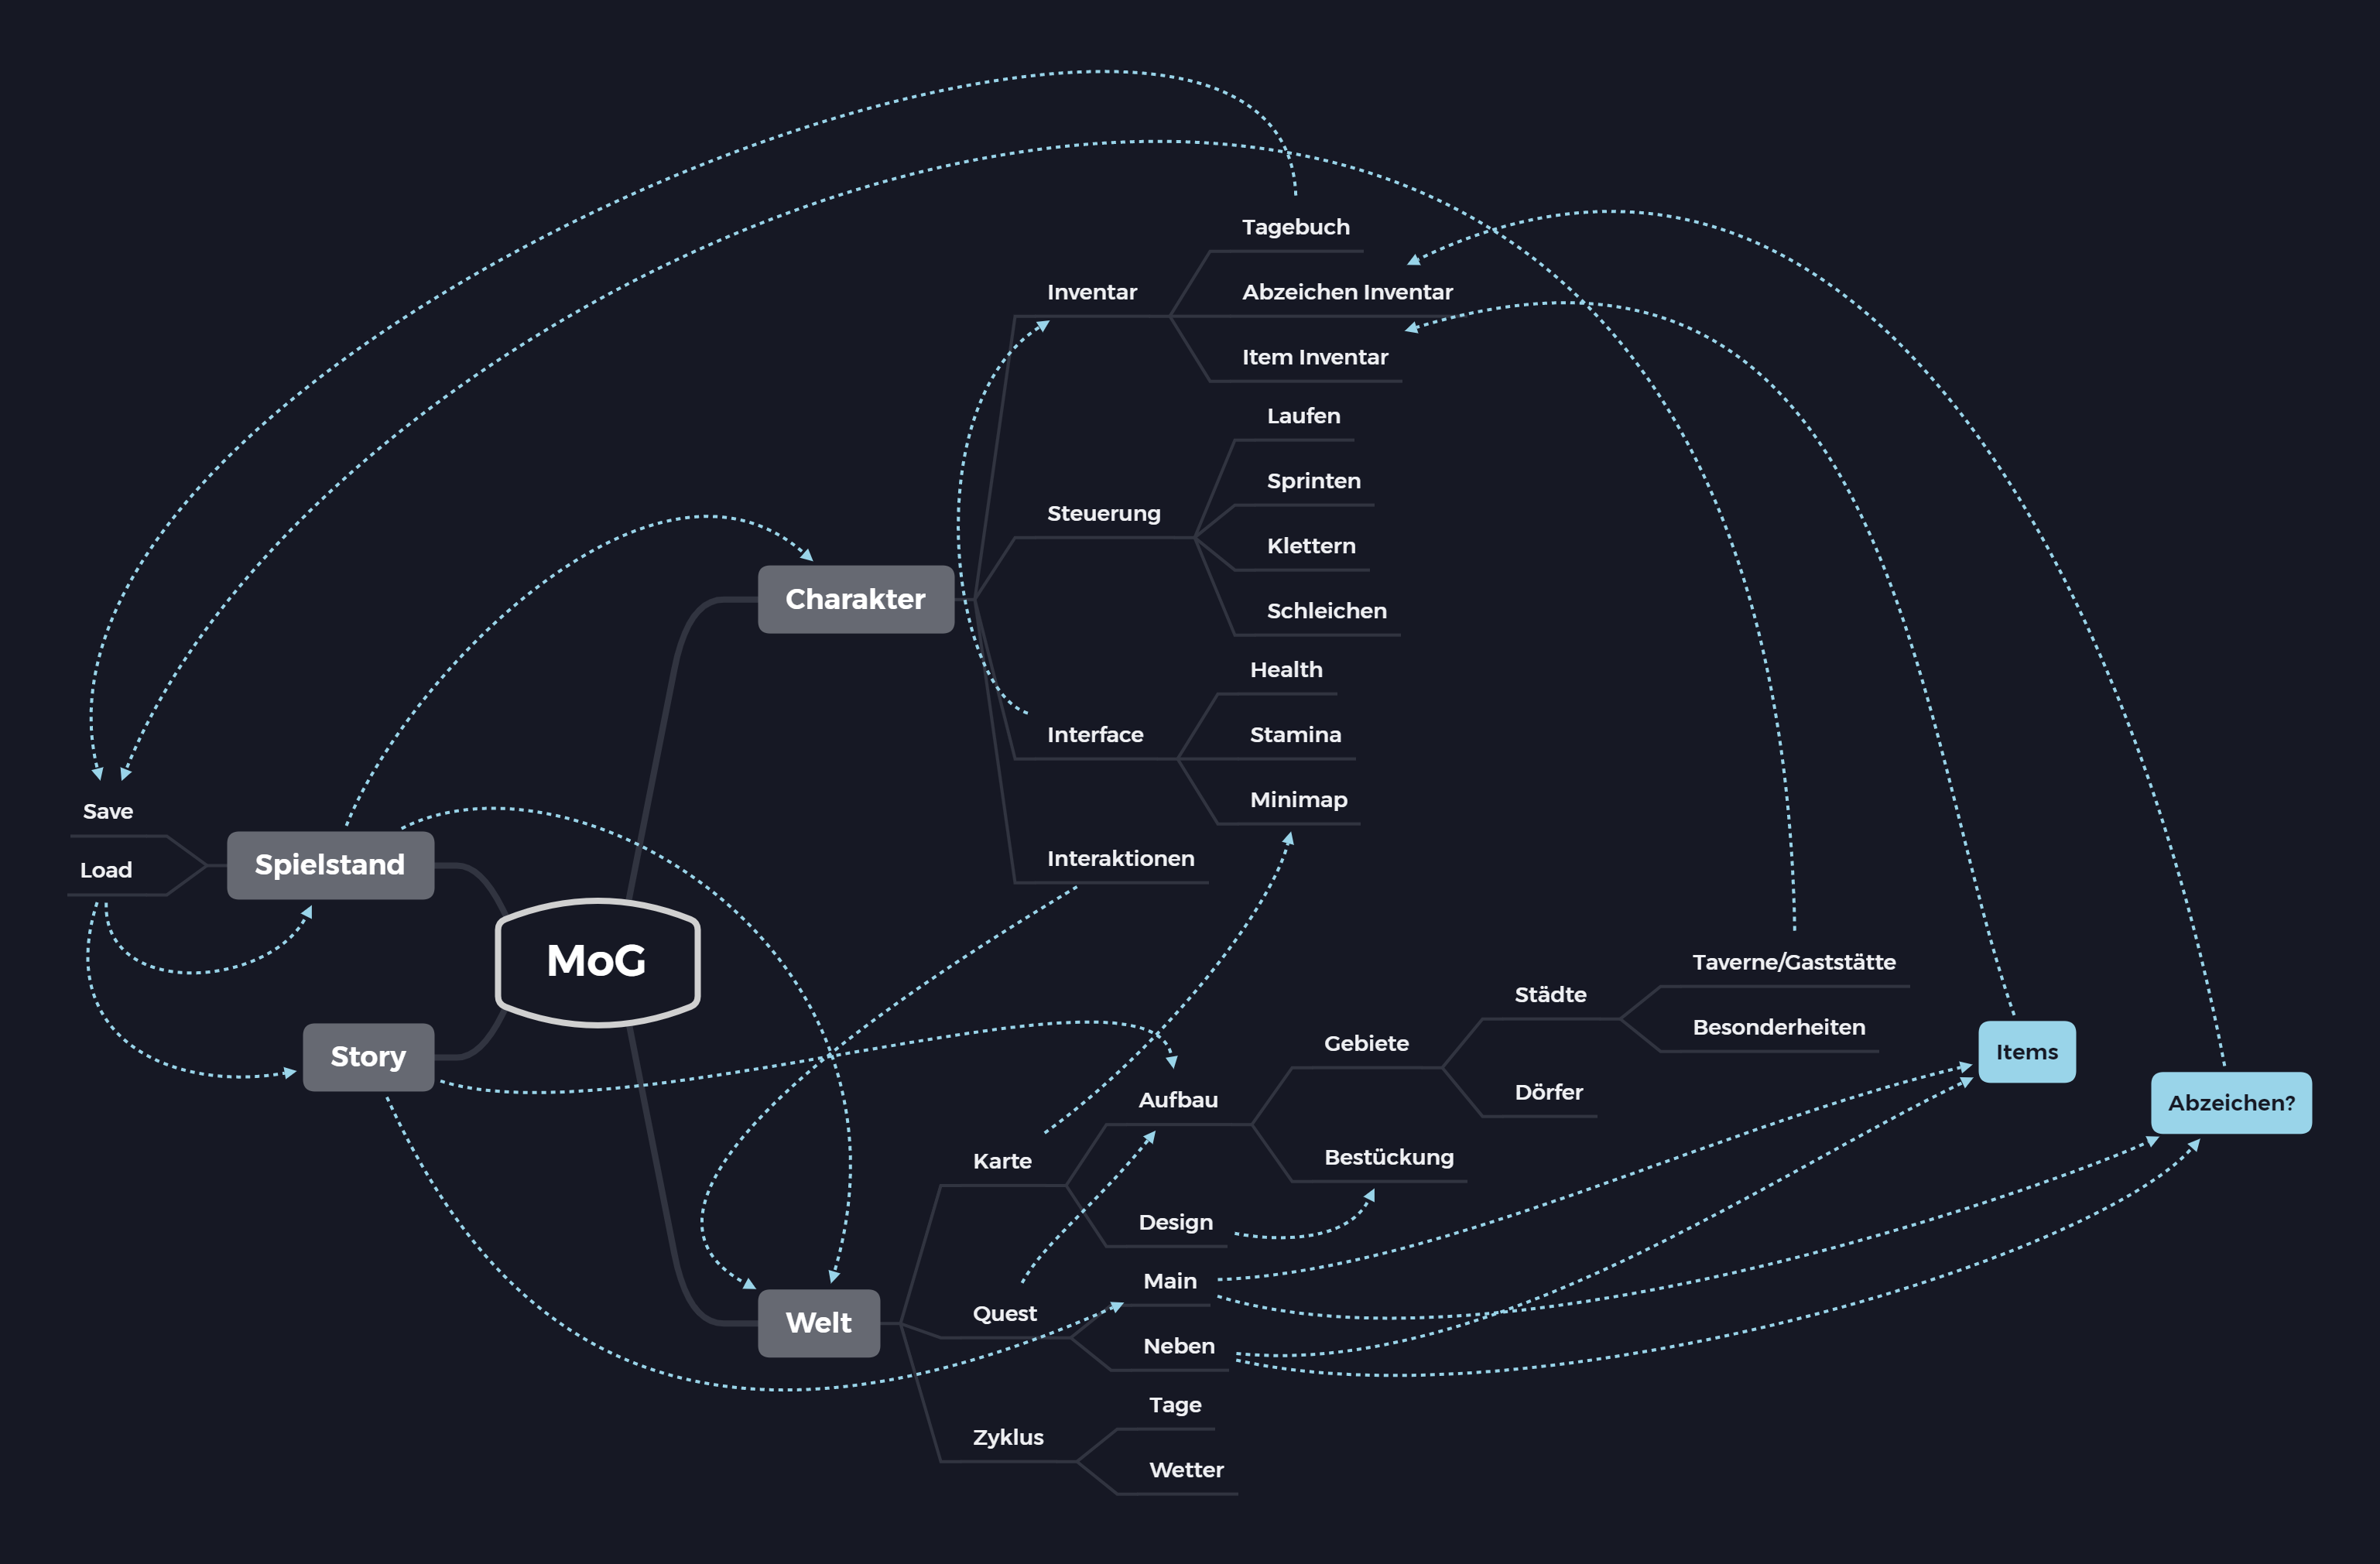 Tagebuch
Inventar
Abzeichen Inventar
Item Inventar
Laufen
Sprinten
Steuerung
Klettern
Charakter
Schleichen
Health
Interface
Stamina
Minimap
Save
Interaktionen
Spielstand
Load
MoG
Story
Taverne/Gaststätte
Städte
Besonderheiten
Gebiete
Items
Dörfer
Aufbau
Abzeichen?
Karte
Bestückung
Design
Main
Quest
Welt
Neben
Tage
Zyklus
Wetter